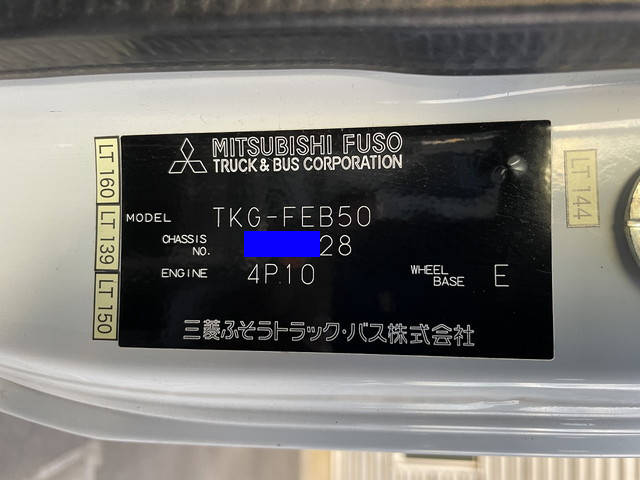 MITSUBISHI FUSO
TRUCK & BUS CORPORATION
MODEL TKG-FEB50
CHASSIS NO. 28
ENGINE 4P10
WHEEL BASE E
三菱ふそうトラック・バス株式会社
LT 160
LT 139
LT 150
LT 144